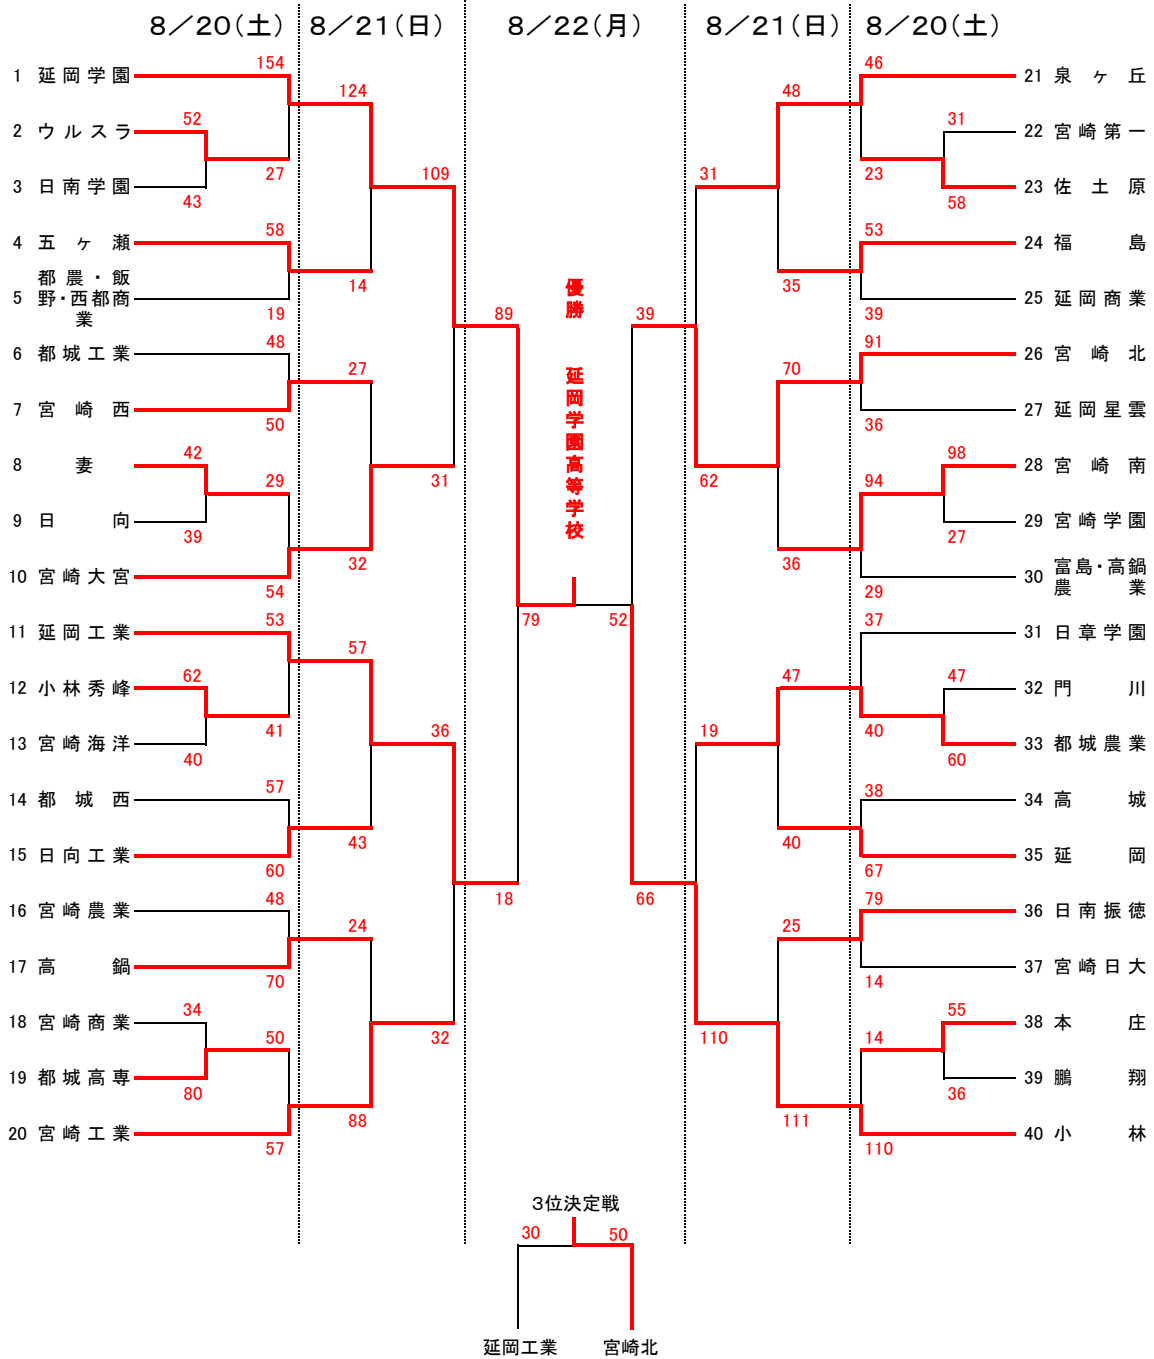 8／20(土) 8／21(日) 8／22(月) 8／21(日) 8／20(土)
1 延岡学園
2 ウルスラ
3 日南学園
4 五ヶ瀬
5 都農・飯
野・西都商
業
6 都城工業
7 宮崎西
8 妻
9 日向
10 宮崎大宮
11 延岡工業
12 小林秀峰
13 宮崎海洋
14 都城西
15 日向工業
16 宮崎農業
17 高鍋
18 宮崎商業
19 都城高専
20 宮崎工業
154
52
27
43
58
19
48
50
42
29
39
54
53
62
41
40
57
60
48
70
34
50
80
57
124
14
27
32
57
43
24
88
109
31
36
32
89
18
優勝 延岡学園高等学校
79 52
39
66
31
62
19
110
48
35
70
36
47
40
25
111
46
31
23
58
53
39
91
36
98
94
27
29
37
47
40
60
38
67
79
14
55
14
36
110
21 泉ヶ丘
22 宮崎第一
23 佐土原
24 福島
25 延岡商業
26 宮崎北
27 延岡星雲
28 宮崎南
29 宮崎学園
30 富島・高鍋
農業
31 日章学園
32 門川
33 都城農業
34 高城
35 延岡
36 日南振徳
37 宮崎日大
38 本庄
39 鵬翔
40 小林
3位決定戦
30 50
延岡工業 宮崎北